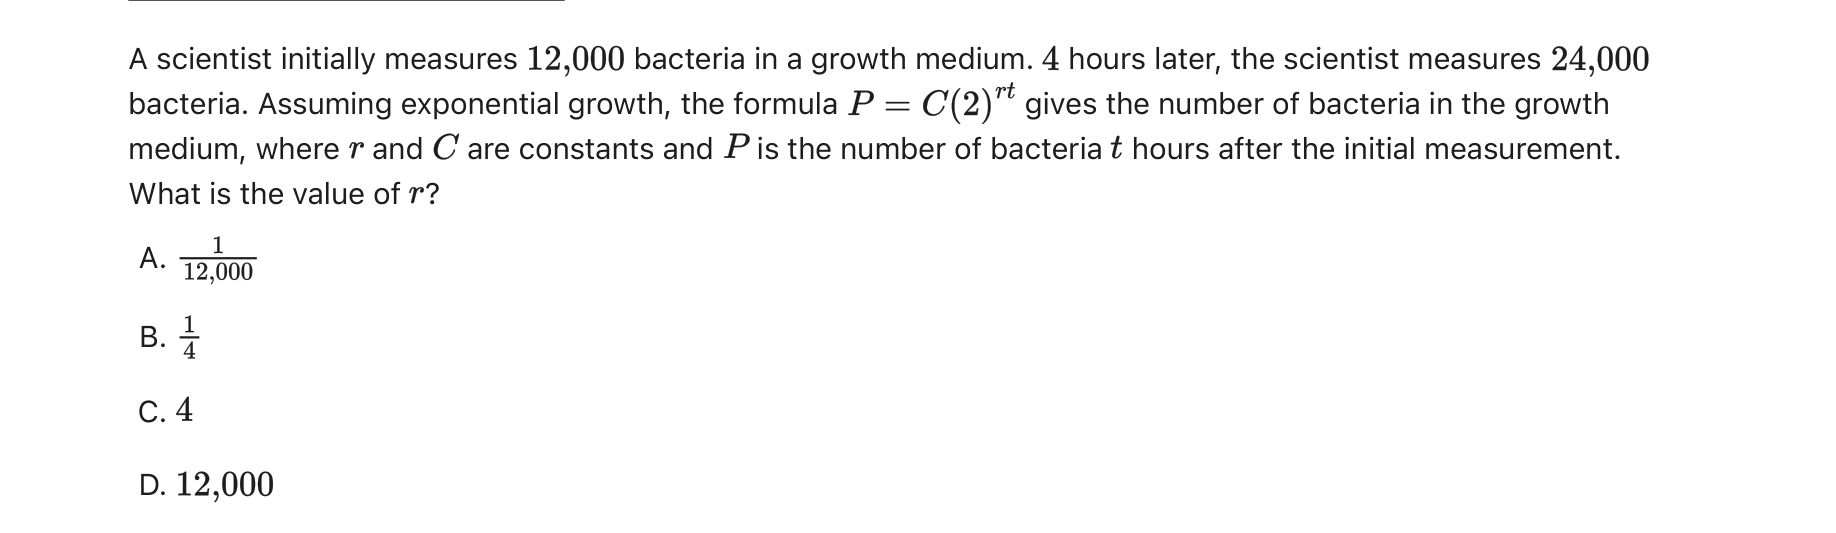 A scientist initially measures 12,000 bacteria in a growth medium. 4 hours later, the scientist measures 24,000
bacteria. Assuming exponential growth, the formula P = C(2)^{rt} gives the number of bacteria in the growth
medium, where r and C are constants and P is the number of bacteria t hours after the initial measurement.
What is the value of r?
A. \frac{1}{12,000}
B. \frac{1}{4}
C. 4
D. 12,000